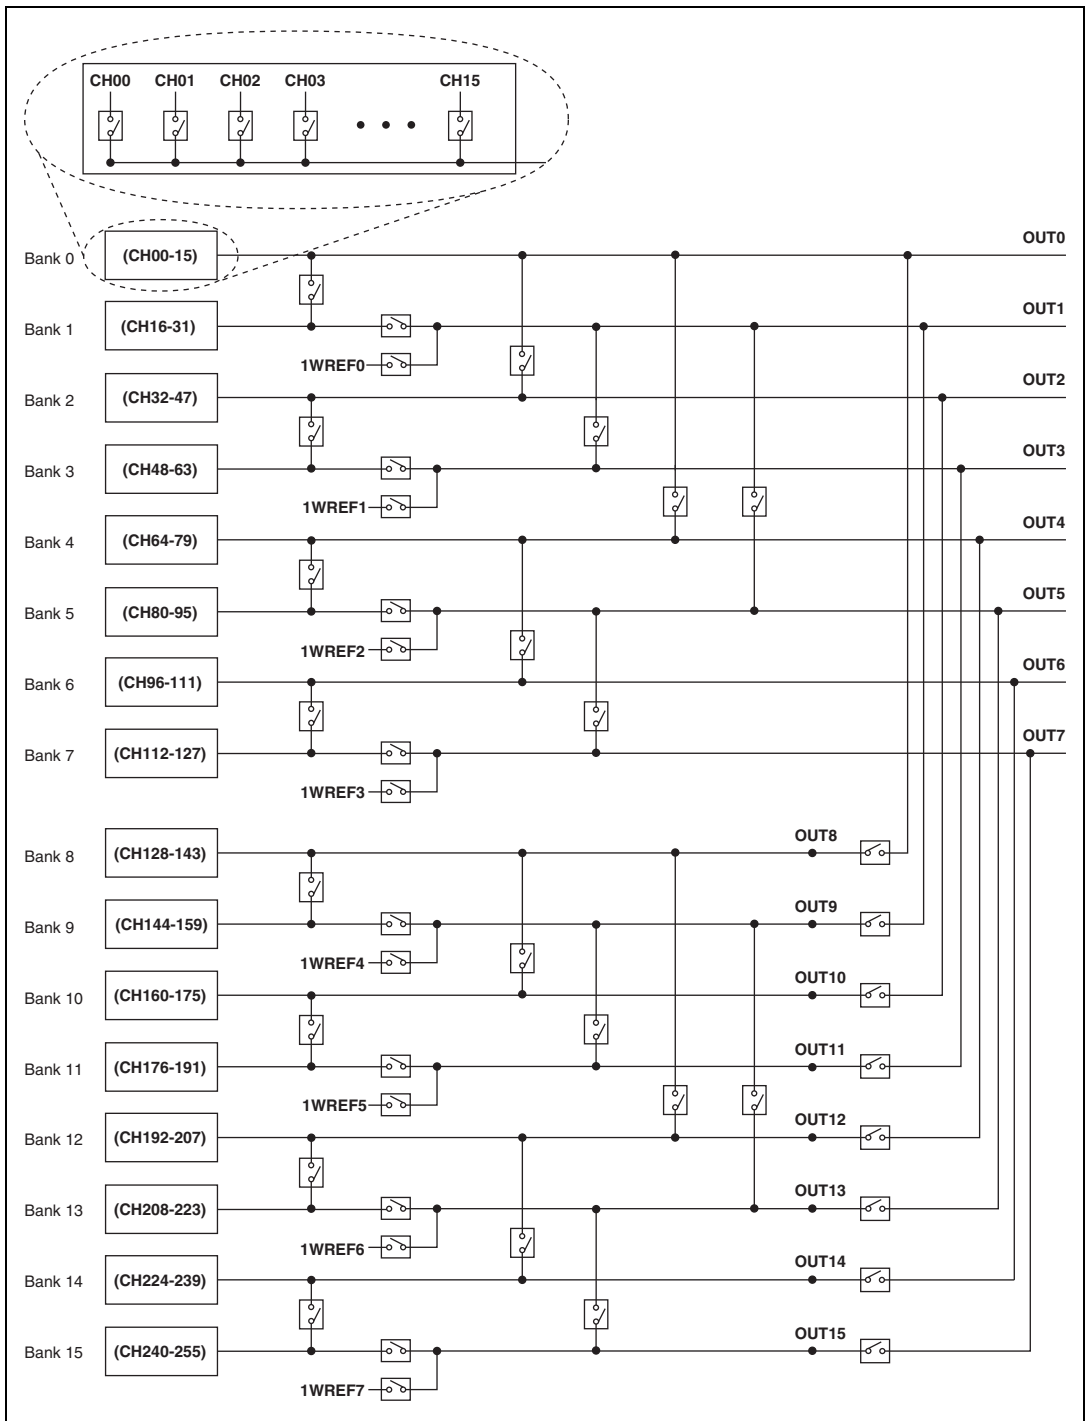 CH00 CH01 CH02 CH03 CH15
OUT0
Bank 0 (CH00-15)
OUT1
Bank 1 (CH16-31)
1WREF0
OUT2
Bank 2 (CH32-47)
OUT3
Bank 3 (CH48-63)
1WREF1
OUT4
Bank 4 (CH64-79)
OUT5
Bank 5 (CH80-95)
1WREF2
OUT6
Bank 6 (CH96-111)
OUT7
Bank 7 (CH112-127)
1WREF3
OUT8
Bank 8 (CH128-143)
OUT9
Bank 9 (CH144-159)
1WREF4
OUT10
Bank 10 (CH160-175)
OUT11
Bank 11 (CH176-191)
1WREF5
OUT12
Bank 12 (CH192-207)
OUT13
Bank 13 (CH208-223)
1WREF6
OUT14
Bank 14 (CH224-239)
OUT15
Bank 15 (CH240-255)
1WREF7